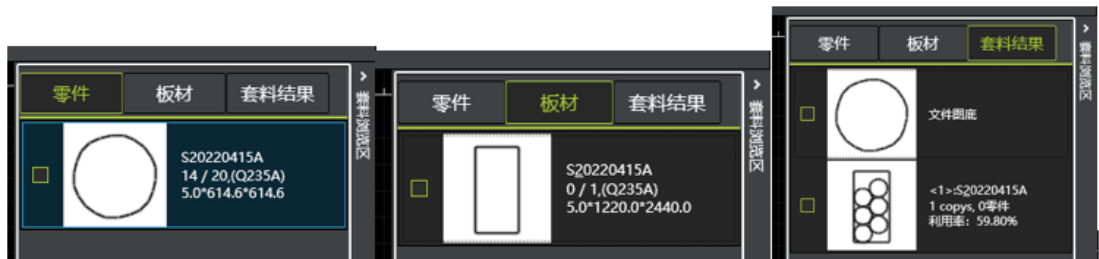 零件 板材 套料结果
S20220415A
14 / 20,(Q235A)
5.0*614.6*614.6
套料浏览区
零件 板材 套料结果
S20220415A
0 / 1,(Q235A)
5.0*1220.0*2440.0
套料浏览区
零件 板材 套料结果
文件图底
<1>:S20220415A
1 copys, 0零件
利用率: 59.80%
套料浏览区